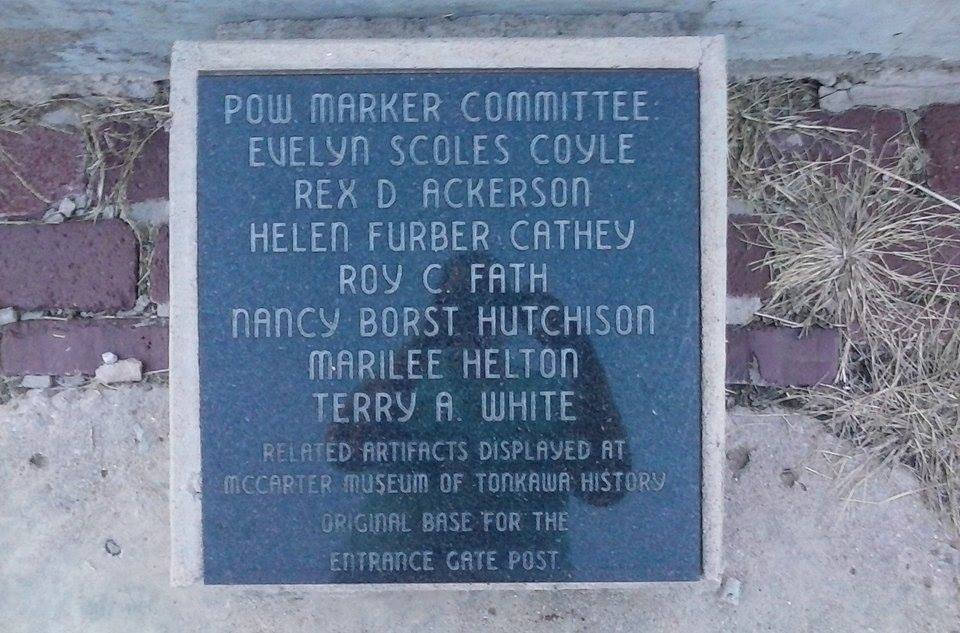 POW. MARKER COMMITTEE:
EVELYN SCOLES COYLE
REX D ACKERSON
HELEN FURBER CATHEY
ROY C. FATH
NANCY BORST HUTCHISON
MARILEE HELTON
TERRY A. WHITE
RELATED ARTIFACTS DISPLAYED AT
MCCARTER MUSEUM OF TONKAWA HISTORY
ORIGINAL BASE FOR THE
ENTRANCE GATE POST.